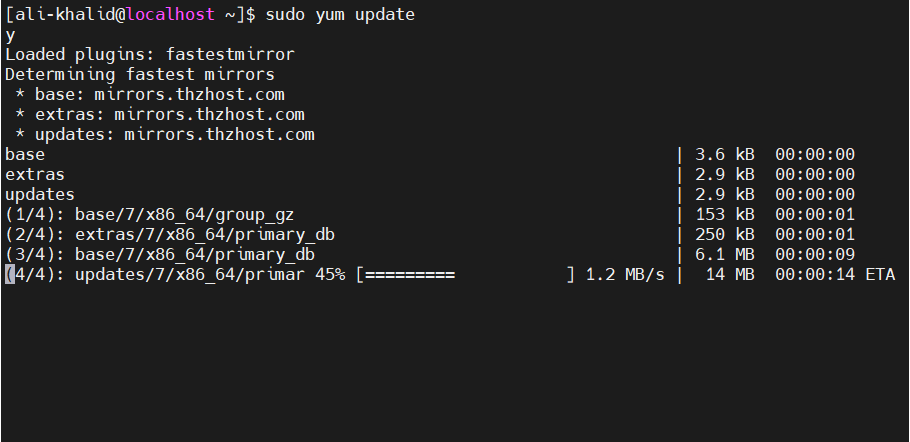 [ali-khalid@localhost ~]$ sudo yum update
y
Loaded plugins: fastestmirror
Determining fastest mirrors
 * base: mirrors.thzhost.com
 * extras: mirrors.thzhost.com
 * updates: mirrors.thzhost.com
base | 3.6 kB 00:00:00
extras | 2.9 kB 00:00:00
updates | 2.9 kB 00:00:00
(1/4): base/7/x86_64/group_gz | 153 kB 00:00:01
(2/4): extras/7/x86_64/primary_db | 250 kB 00:00:01
(3/4): base/7/x86_64/primary_db | 6.1 MB 00:00:09
(4/4): updates/7/x86_64/primar 45% [========= ] 1.2 MB/s | 14 MB 00:00:14 ETA